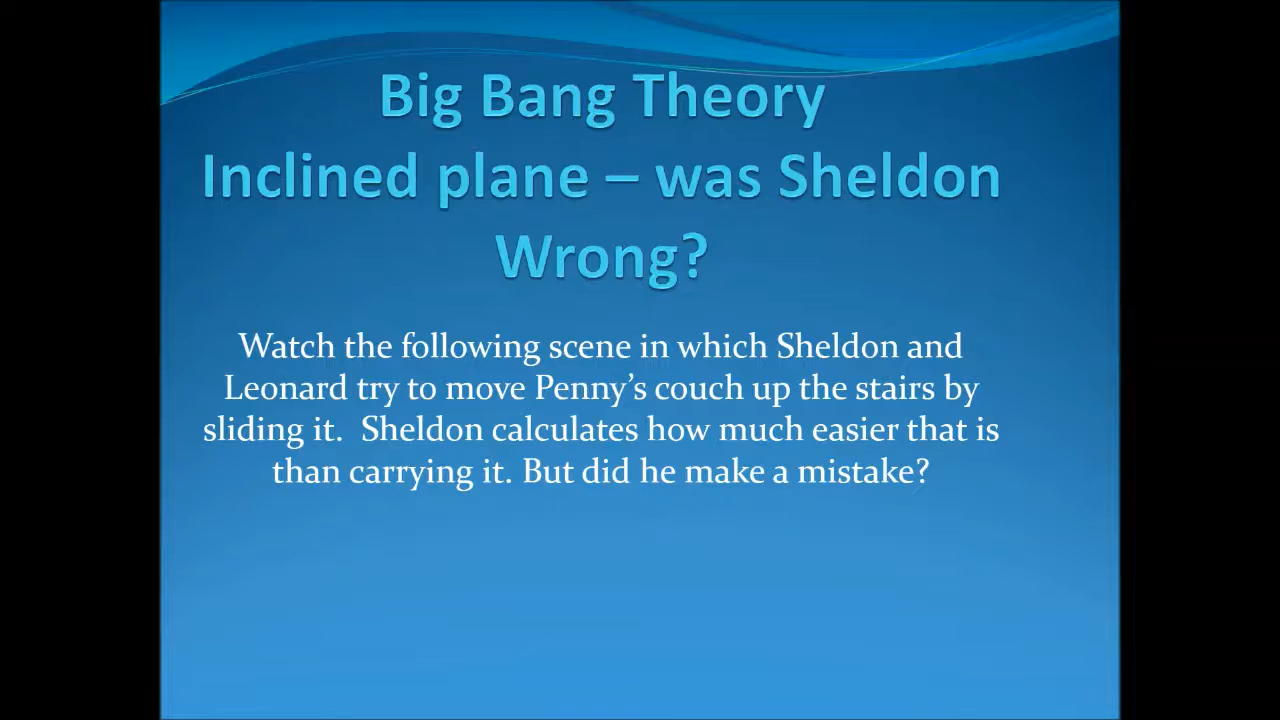 Big Bang Theory
Inclined plane – was Sheldon
Wrong?
Watch the following scene in which Sheldon and
Leonard try to move Penny’s couch up the stairs by
sliding it.  Sheldon calculates how much easier that is
than carrying it. But did he make a mistake?